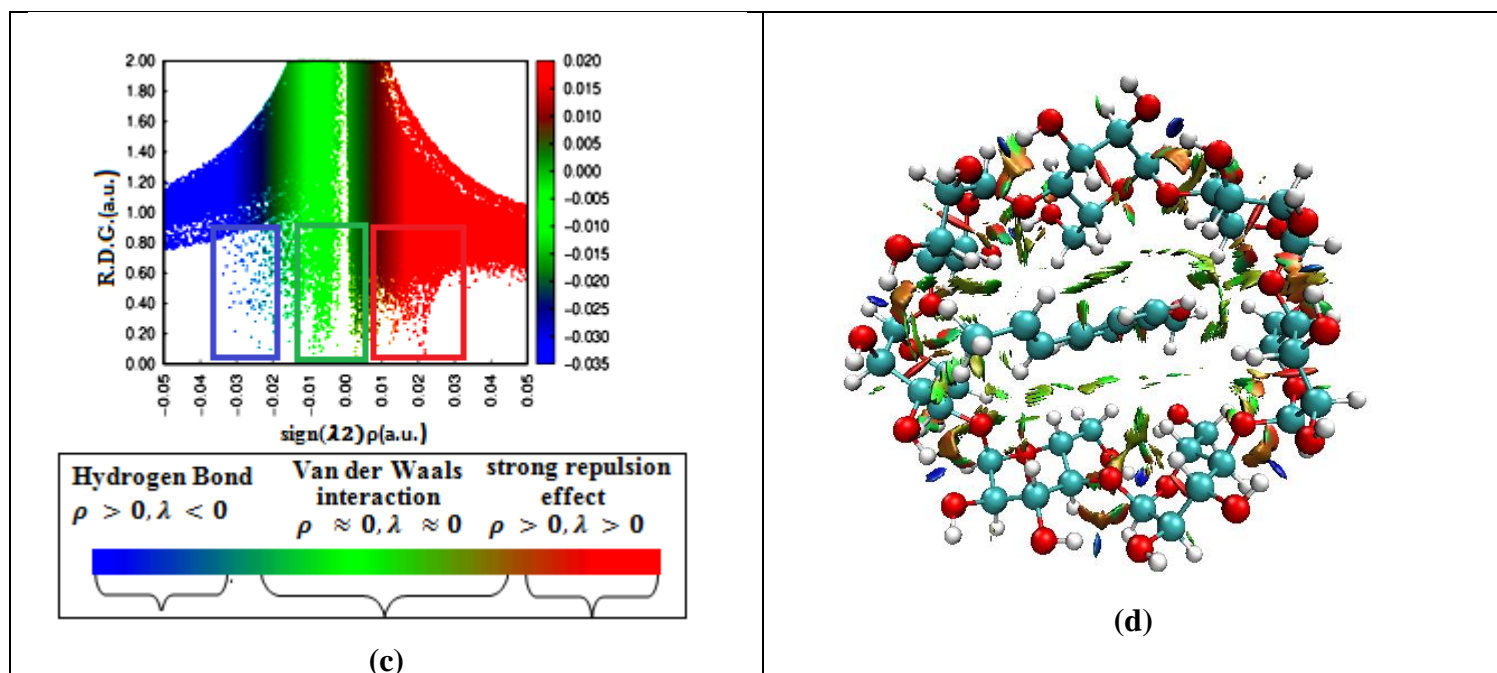 2.00
1.80
1.60
1.40
1.20
1.00
0.80
0.60
0.40
0.20
0.00
R.D.G.(a.u.)
-0.05
-0.04
-0.03
-0.02
-0.01
0.00
0.01
0.02
0.03
0.04
0.05
sign(λ2)ρ(a.u.)
0.020
0.015
0.010
0.005
0.000
-0.005
-0.010
-0.015
-0.020
-0.025
-0.030
-0.035
Hydrogen Bond
ρ > 0, λ < 0
Van der Waals
interaction
ρ ≈ 0, λ ≈ 0
strong repulsion
effect
ρ > 0, λ > 0
(c)
(d)